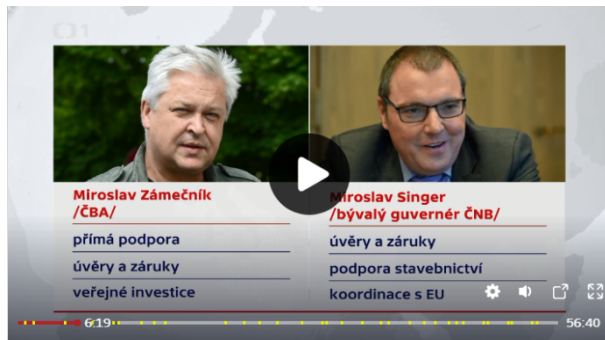 1
Miroslav Zámečník
/ČBA/
přímá podpora
úvěry a záruky
veřejné investice
Miroslav Singer
/bývalý guvernér ČNB/
úvěry a záruky
podpora stavebnictví
koordinace s EU
6:19
56:40